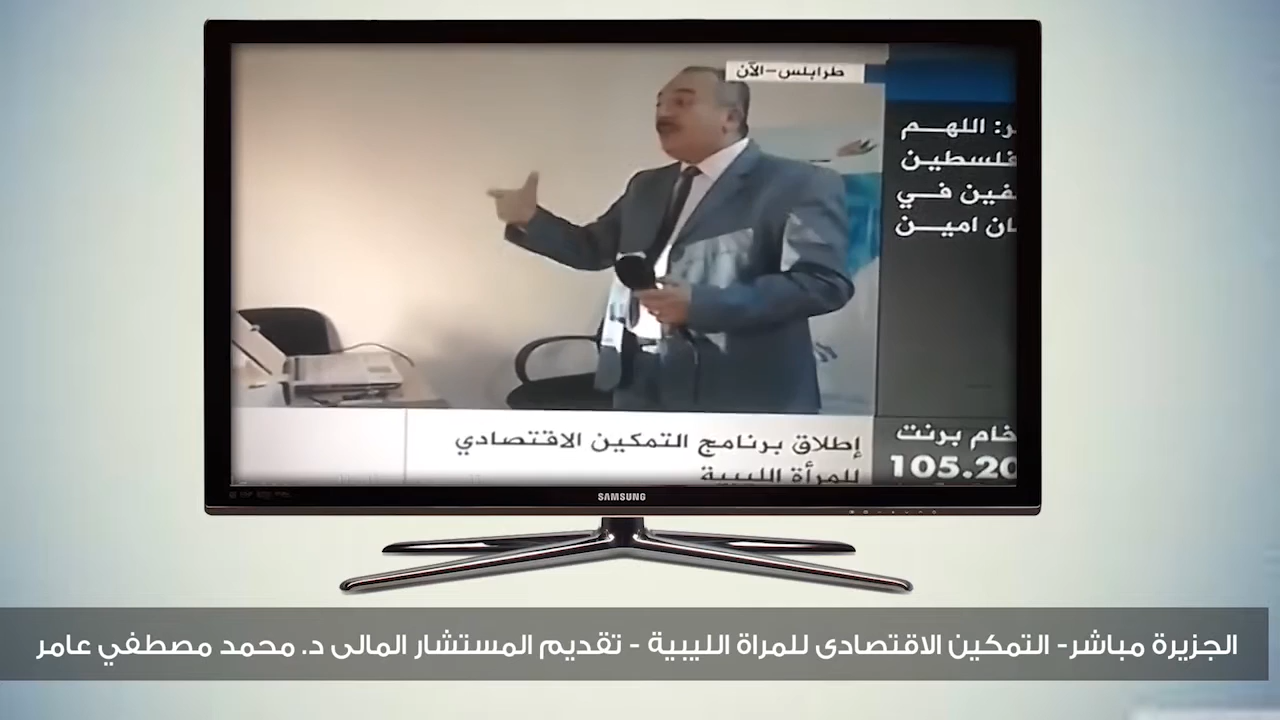 طرابلس-الآن
ر: اللهم
فلسطين
فين في
ان امين
إطلاق برنامج التمكين الاقتصادي
للمرأة الليبية
خام برنت
105.20
SAMSUNG
الجزيرة مباشر- التمكين الاقتصادى للمراة الليبية - تقديم المستشار المالى د. محمد مصطفي عامر